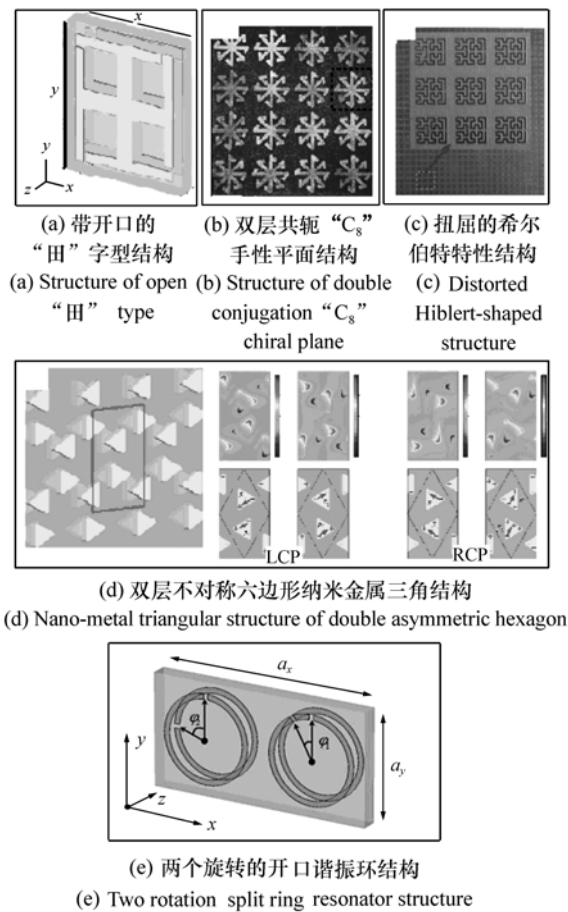 x
y
y
z
x
(a) 带开口的
“田”字型结构
(a) Structure of open
“田” type
(b) 双层共轭 “C₈”
手性平面结构
(b) Structure of double
conjugation “C₈”
chiral plane
(c) 扭屈的希尔
伯特特性结构
(c) Distorted
Hiblert-shaped
structure
LCP
RCP
(d) 双层不对称六边形纳米金属三角结构
(d) Nano-metal triangular structure of double asymmetric hexagon
aₓ
φ₂
φ₁
a_y
y
z
x
(e) 两个旋转的开口谐振环结构
(e) Two rotation split ring resonator structure